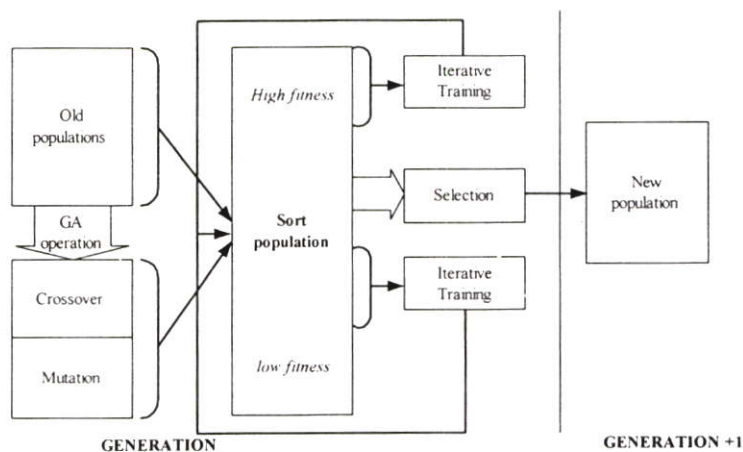 Old
populations
GA
operation
Crossover
Mutation
High fitness
Sort
population
low fitness
Iterative
Training
Selection
Iterative
Training
New
population
GENERATION
GENERATION +1